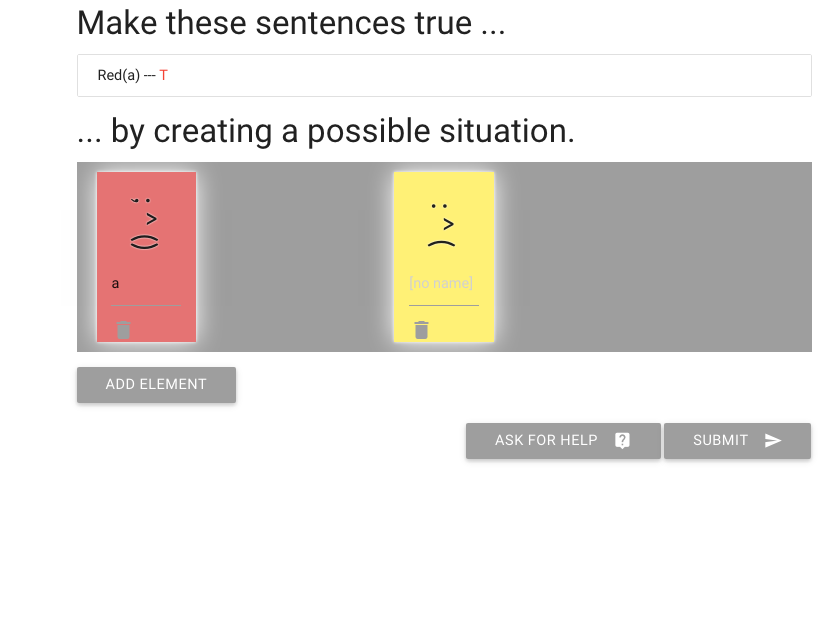 Make these sentences true ...
Red(a) --- T
... by creating a possible situation.
a
[no name]
ADD ELEMENT
ASK FOR HELP
SUBMIT